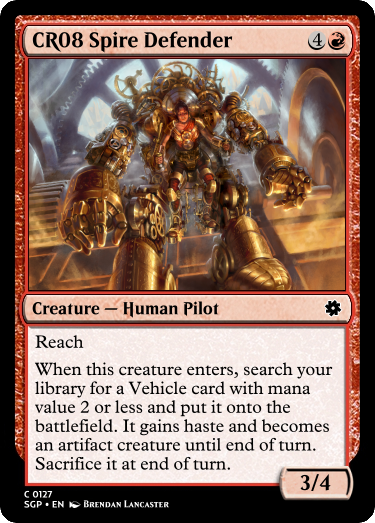 CR08 Spire Defender 4
Creature — Human Pilot
Reach
When this creature enters, search your
library for a Vehicle card with mana
value 2 or less and put it onto the
battlefield. It gains haste and becomes
an artifact creature until end of turn.
Sacrifice it at end of turn.
3/4
C 0127
SGP • EN Brendan Lancaster